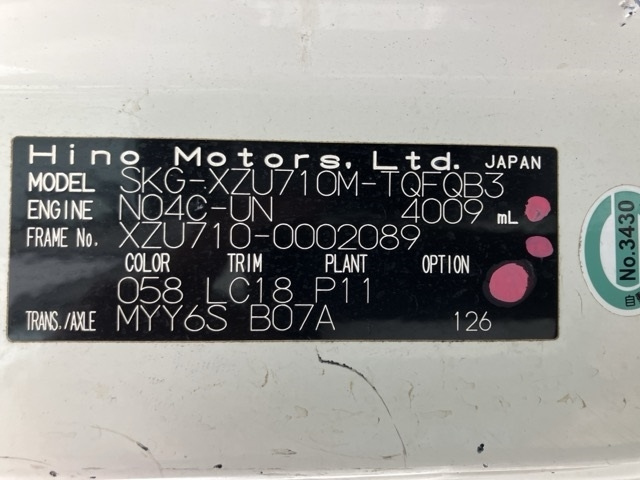 Hino Motors, Ltd. JAPAN
MODEL SKG-XZU710M-TQFQB3
ENGINE N04C-UN 4009 mL
FRAME No. XZU710-0002089
COLOR TRIM PLANT OPTION
058 LC18 P11
TRANS./AXLE MYY6S B07A 126
No.3430